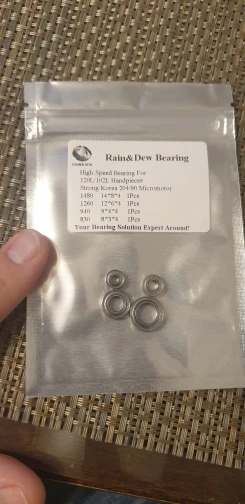 Rain&Dew Bearing
High Speed Bearing For
120L/102L Handpieces
Strong Korea 204/90 Micromotor
1480 14*8*4 1Pcs
1260 12*6*4 1Pcs
940 9*4*4 1Pcs
830 8*3*4 1Pcs
Your Bearing Solution Expert Around!